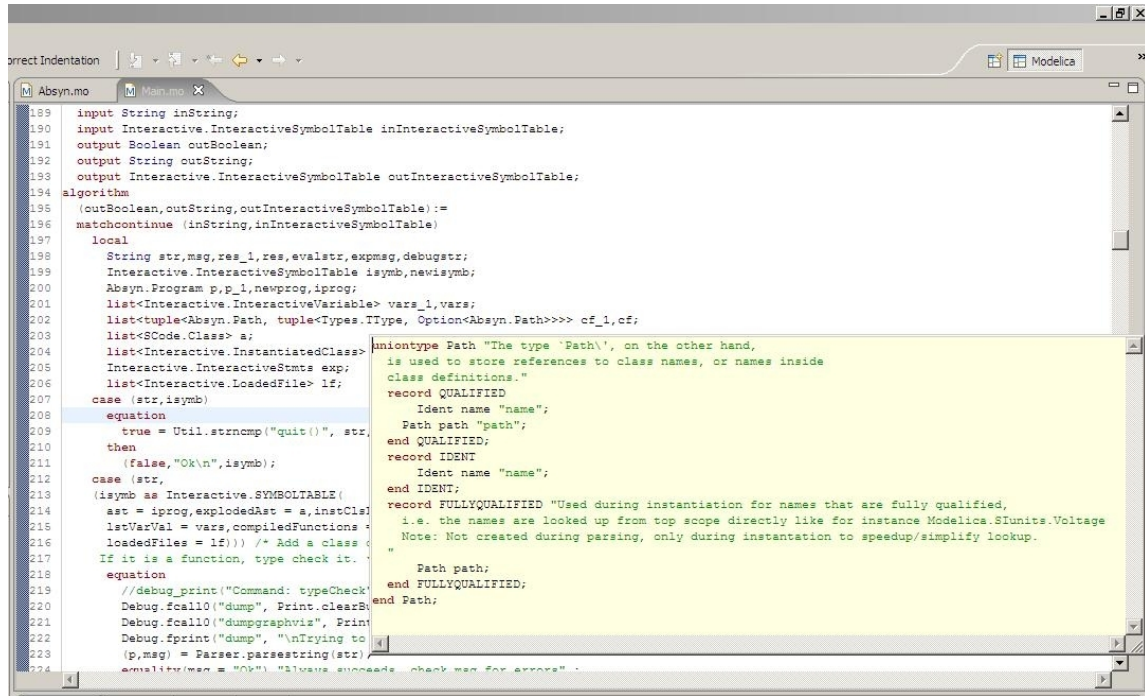 orrect Indentation
Modelica
»
Absyn.mo
Main.mo
189 input String inString;
190 input Interactive.InteractiveSymbolTable inInteractiveSymbolTable;
191 output Boolean outBoolean;
192 output String outString;
193 output Interactive.InteractiveSymbolTable outInteractiveSymbolTable;
194 algorithm
195 (outBoolean,outString,outInteractiveSymbolTable):=
196 matchcontinue (inString,inInteractiveSymbolTable)
197 local
198 String str,msg,res_1,res,evalstr,expmsg,debugstr;
199 Interactive.InteractiveSymbolTable isymb,newisymb;
200 Absyn.Program p,p_1,newprog,iprog;
201 list<Interactive.InteractiveVariable> vars_1,vars;
202 list<tuple<Absyn.Path, tuple<Types.TType, Option<Absyn.Path>>>> cf_1,cf;
203 list<SCode.Class> a;
204 list<Interactive.InstantiatedClass>
205 Interactive.InteractiveStmts exp;
206 list<Interactive.LoadedFile> lf;
207 case (str,isymb)
208 equation
209 true = Util.strncmp("quit()", str,
210 then
211 (false,"Ok\n",isymb);
212 case (str,
213 (isymb as Interactive.SYMBOLTABLE(
214 ast = iprog,explodedAst = a,instClsI
215 lstVarVal = vars,compiledFunctions =
216 loadedFiles = lf))) /* Add a class
217 If it is a function, type check it.
218 equation
219 //debug_print("Command: typeCheck"
220 Debug.fcall0("dump", Print.clearBu
221 Debug.fcall0("dumpgraphviz", Print
222 Debug.fprint("dump", "\nTrying to
223 (p,msg) = Parser.parsestring(str)
224 equality(msg = "Ok") "Always succeeds, check msg for errors" ;
uniontype Path "The type `Path\', on the other hand,
is used to store references to class names, or names inside
class definitions."
record QUALIFIED
Ident name "name";
Path path "path";
end QUALIFIED;
record IDENT
Ident name "name";
end IDENT;
record FULLYQUALIFIED "Used during instantiation for names that are fully qualified,
i.e. the names are looked up from top scope directly like for instance Modelica.SIunits.Voltage
Note: Not created during parsing, only during instantation to speedup/simplify lookup.
"
Path path;
end FULLYQUALIFIED;
end Path;